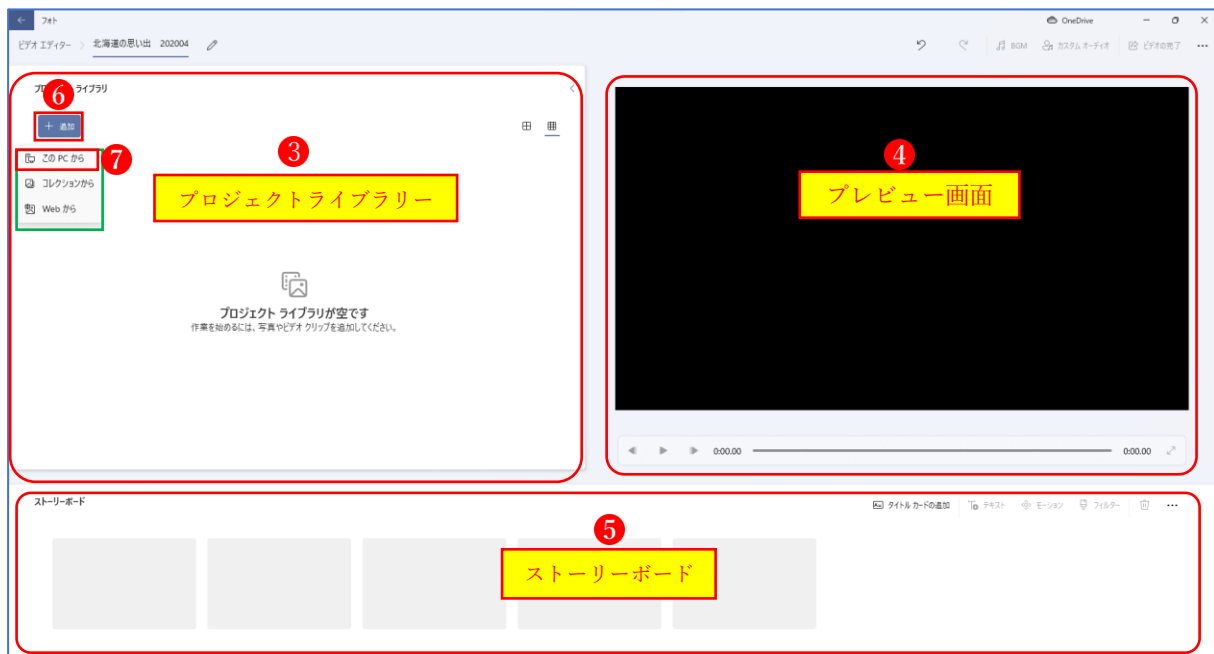 フォト
OneDrive
ビデオ エディター > 北海道の思い出 202004
BGM カスタム オーディオ ビデオの完了
プロジェクト ライブラリ
6
+ 追加
この PC から
7
コレクションから
Web から
3
プロジェクトライブラリー
プロジェクト ライブラリが空です
作業を始めるには、写真やビデオ クリップを追加してください。
4
プレビュー画面
0:00.00
0:00.00
ストーリーボード
タイトル カードの追加 テキスト モーション フィルター
5
ストーリーボード